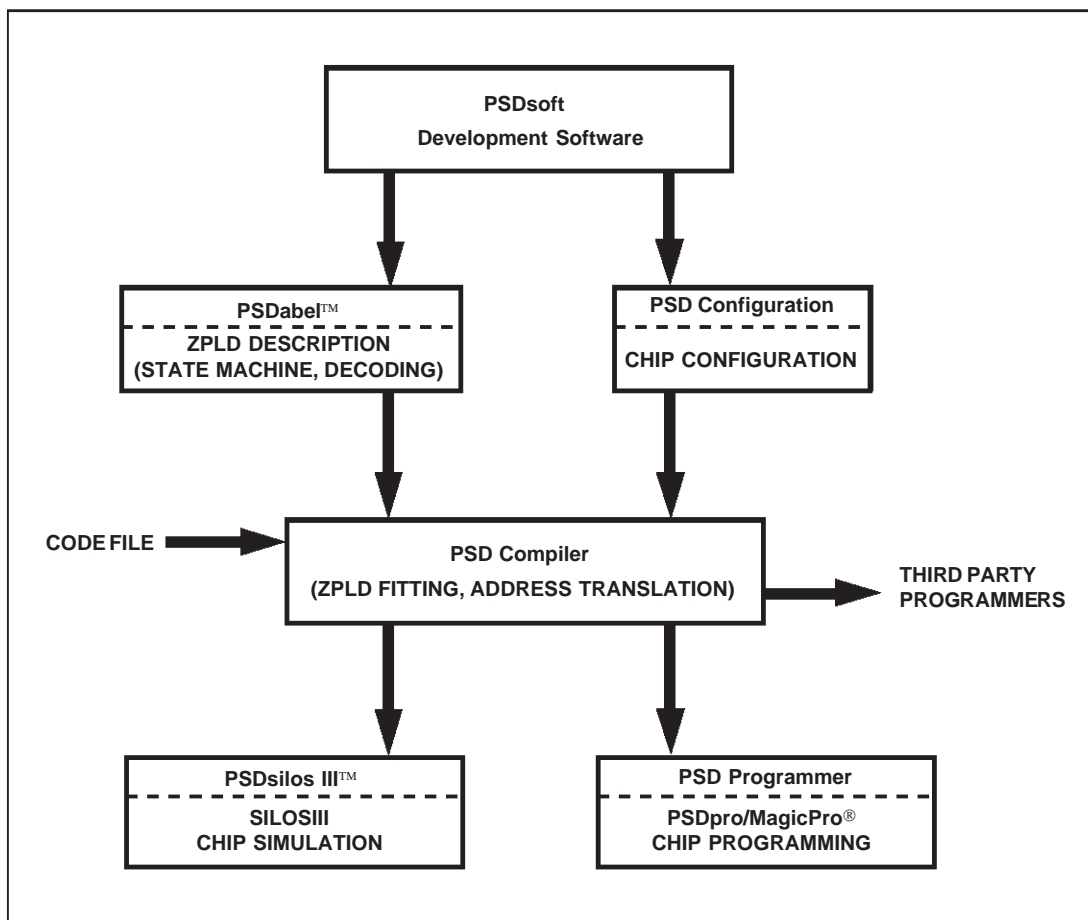 PSDsoft
Development Software
PSDabel™
ZPLD DESCRIPTION
(STATE MACHINE, DECODING)
PSD Configuration
CHIP CONFIGURATION
CODE FILE
PSD Compiler
(ZPLD FITTING, ADDRESS TRANSLATION)
THIRD PARTY
PROGRAMMERS
PSDsilos III™
SILOSIII
CHIP SIMULATION
PSD Programmer
PSDpro/MagicPro®
CHIP PROGRAMMING